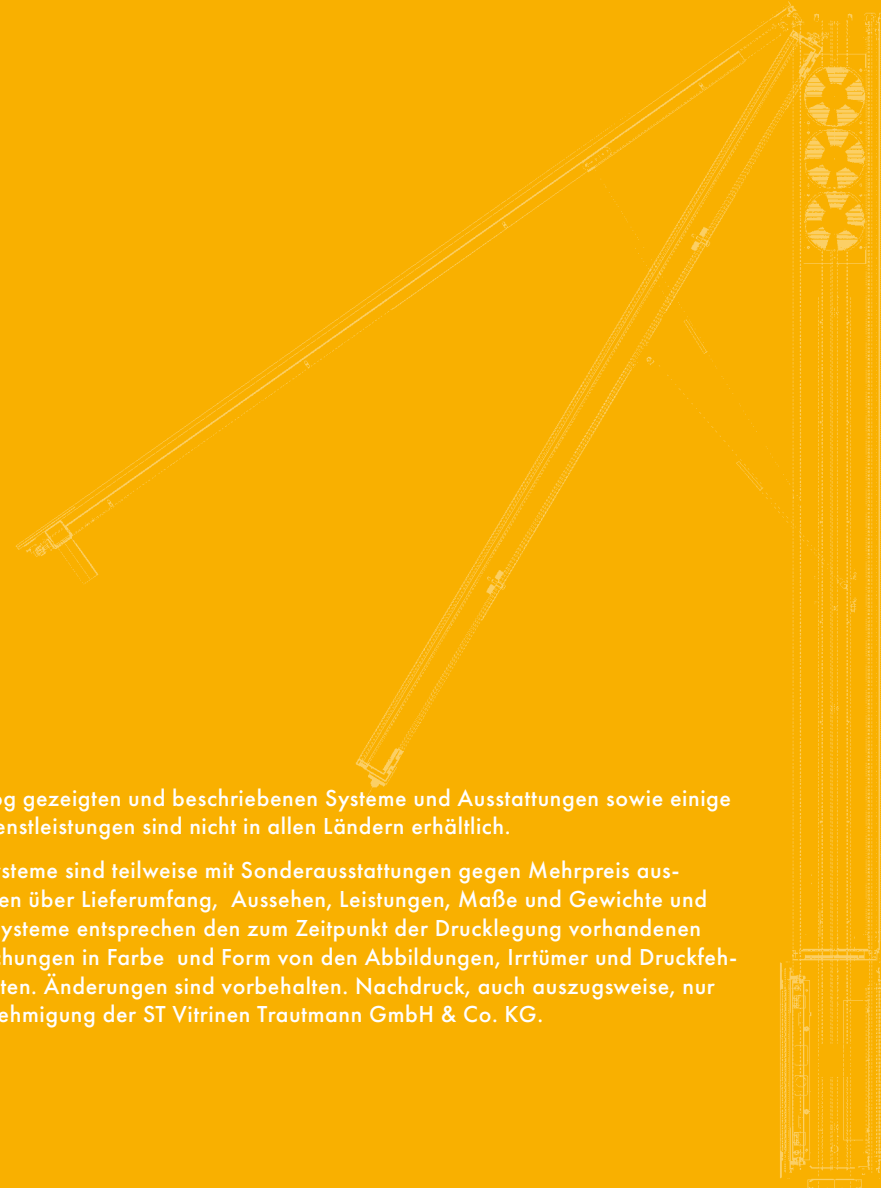 og gezeigten und beschriebenen Systeme und Ausstattungen sowie einige
enstleistungen sind nicht in allen Ländern erhältlich.
ysteme sind teilweise mit Sonderausstattungen gegen Mehrpreis aus-
en über Lieferumfang, Aussehen, Leistungen, Maße und Gewichte und
ysteme entsprechen den zum Zeitpunkt der Drucklegung vorhandenen
chungen in Farbe und Form von den Abbildungen, Irrtümer und Druckfeh-
ten. Änderungen sind vorbehalten. Nachdruck, auch auszugsweise, nur
ehmigung der ST Vitrinen Trautmann GmbH & Co. KG.